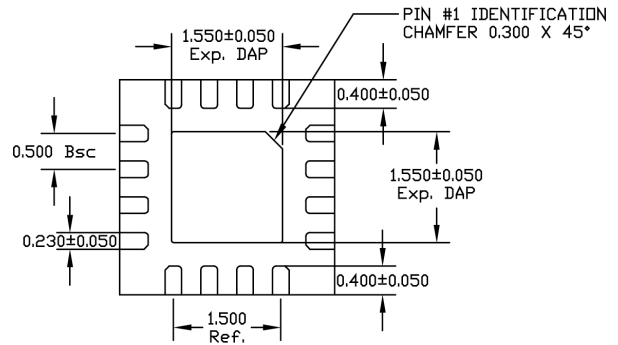 PIN #1 IDENTIFICATION
CHAMFER 0.300 X 45°
1.550±0.050
Exp. DAP
0.400±0.050
0.500 Bsc
1.550±0.050
Exp. DAP
0.230±0.050
0.400±0.050
1.500
Ref.